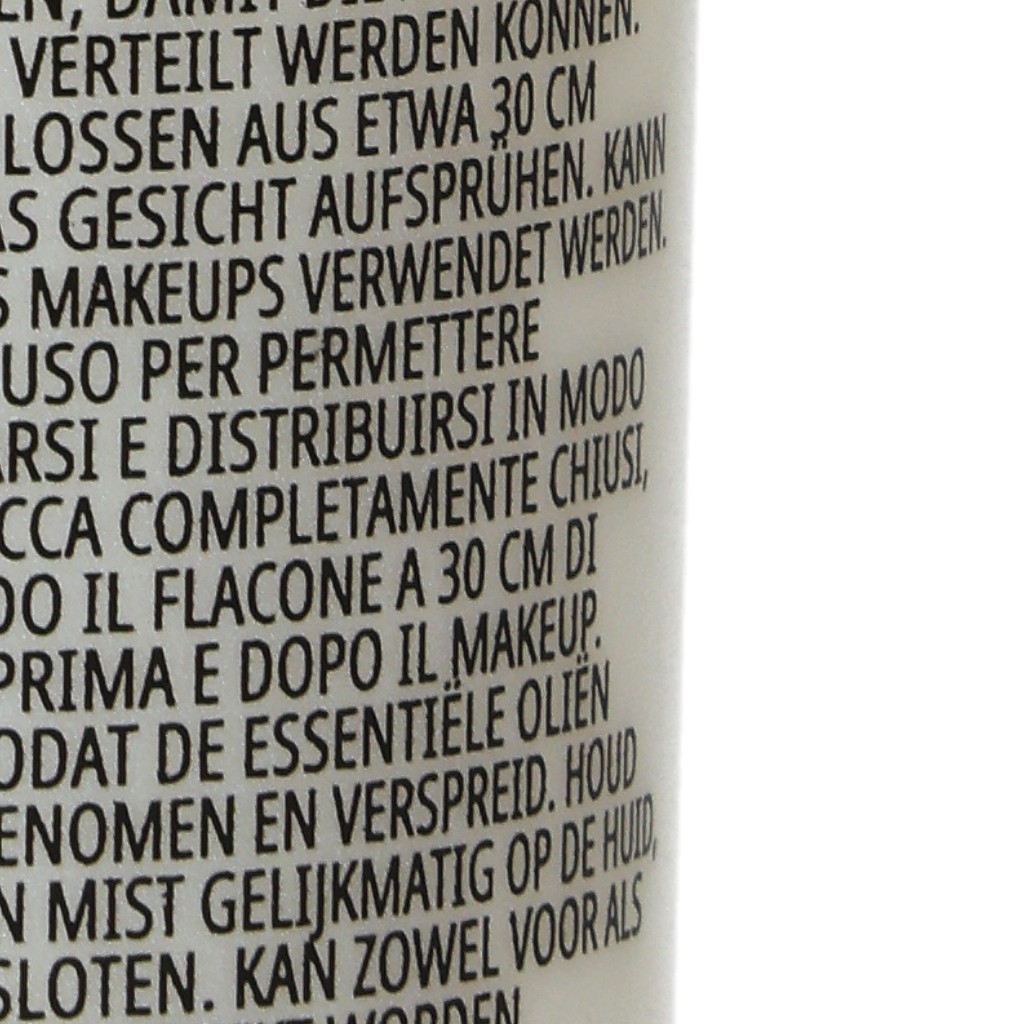 VERTEILT WERDEN KÖNNEN.
LOSSEN AUS ETWA 30 CM
AS GESICHT AUFSPRÜHEN. KANN
S MAKEUPS VERWENDET WERDEN.
USO PER PERMETTERE
ARSI E DISTRIBUIRSI IN MODO
CCA COMPLETAMENTE CHIUSI,
DO IL FLACONE A 30 CM DI
PRIMA E DOPO IL MAKEUP.
ODAT DE ESSENTIËLE OLIËN
ENOMEN EN VERSPREID. HOUD
N MIST GELIJKMATIG OP DE HUID,
SLOTEN. KAN ZOWEL VOOR ALS
WORDEN